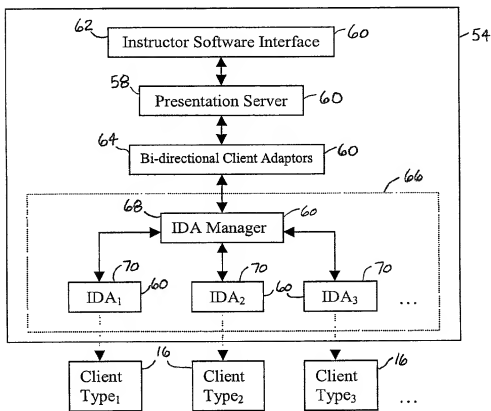 62 Instructor Software Interface 60 54
58 Presentation Server 60
64 Bi-directional Client Adaptors 60
66
68 IDA Manager 60
70 70 70
IDA₁ 60 IDA₂ 60 IDA₃ ...
16 16 16
Client Client Client
Type₁ Type₂ Type₃ ...